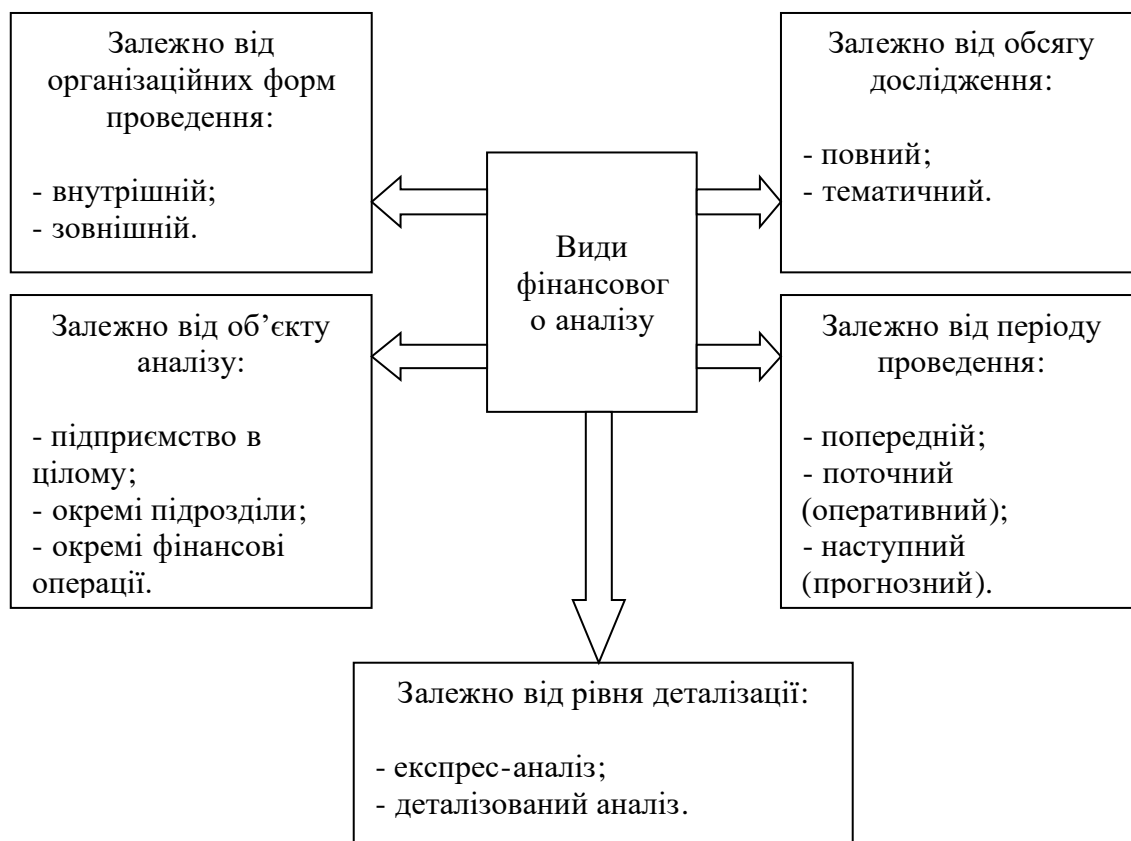 Залежно від
організаційних форм
проведення:
- внутрішній;
- зовнішній.
Залежно від обсягу
дослідження:
- повний;
- тематичний.
Види
фінансовог
о аналізу
Залежно від об’єкту
аналізу:
- підприємство в
цілому;
- окремі підрозділи;
- окремі фінансові
операції.
Залежно від періоду
проведення:
- попередній;
- поточний
(оперативний);
- наступний
(прогнозний).
Залежно від рівня деталізації:
- експрес-аналіз;
- деталізований аналіз.